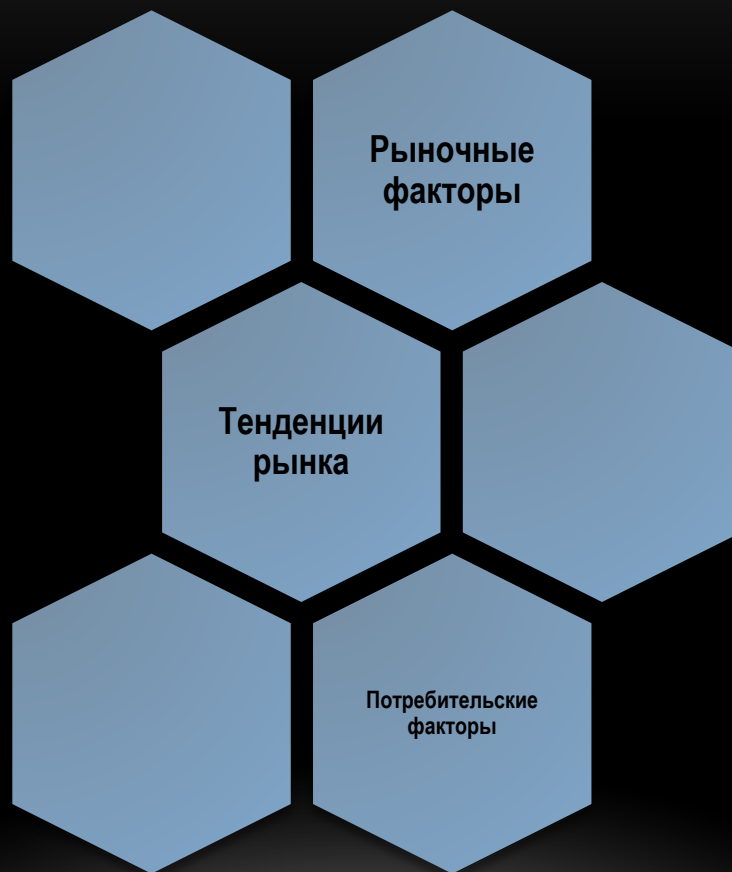 Рыночные
факторы
Тенденции
рынка
Потребительские
факторы